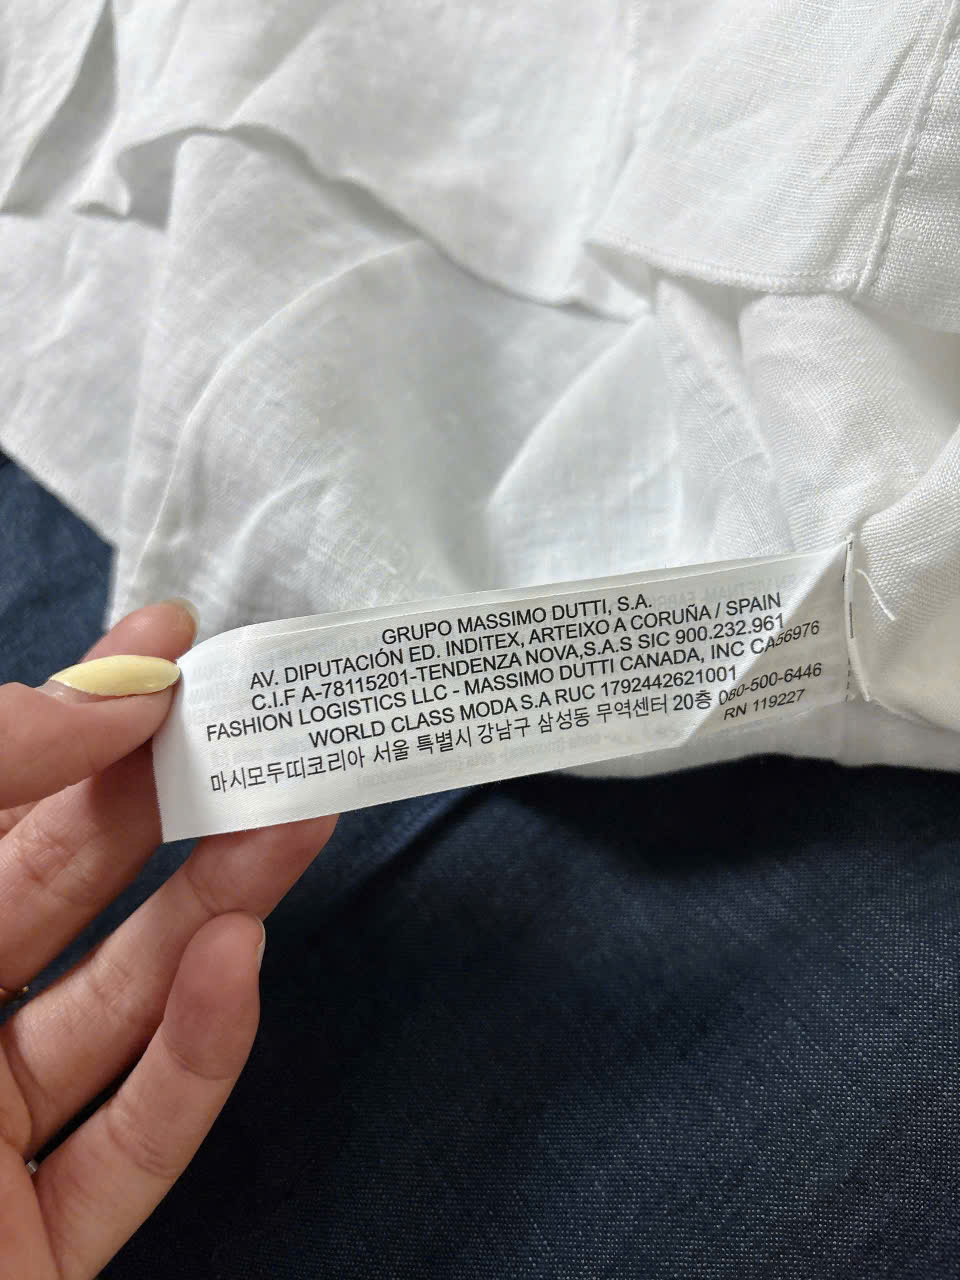 GRUPO MASSIMO DUTTI, S.A.
AV. DIPUTACIÓN ED. INDITEX, ARTEIXO A CORUÑA / SPAIN
C.I.F A-78115201-TENDENZA NOVA,S.A.S SIC 900.232.961
FASHION LOGISTICS LLC - MASSIMO DUTTI CANADA, INC CA56976
WORLD CLASS MODA S.A RUC 1792442621001
마시모두띠코리아 서울 특별시 강남구 삼성동 무역센터 20층 080-500-6446
RN 119227